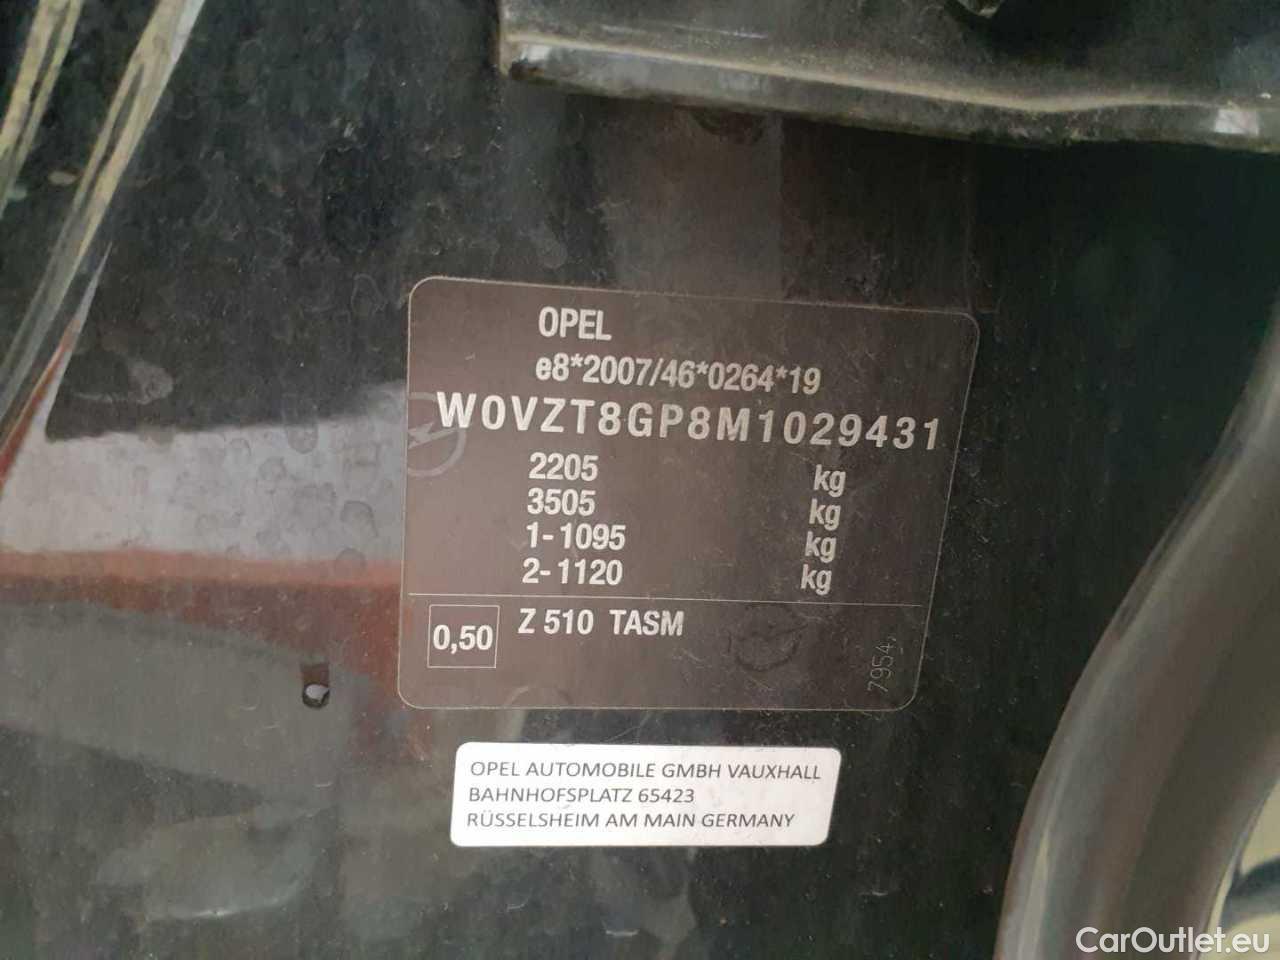 OPEL
e8*2007/46*0264*19
W0VZT8GP8M1029431
2205 kg
3505 kg
1-1095 kg
2-1120 kg
0,50 Z 510 TASM
7954
OPEL AUTOMOBILE GMBH VAUXHALL
BAHNHOFSPLATZ 65423
RÜSSELSHEIM AM MAIN GERMANY
CarOutlet.eu